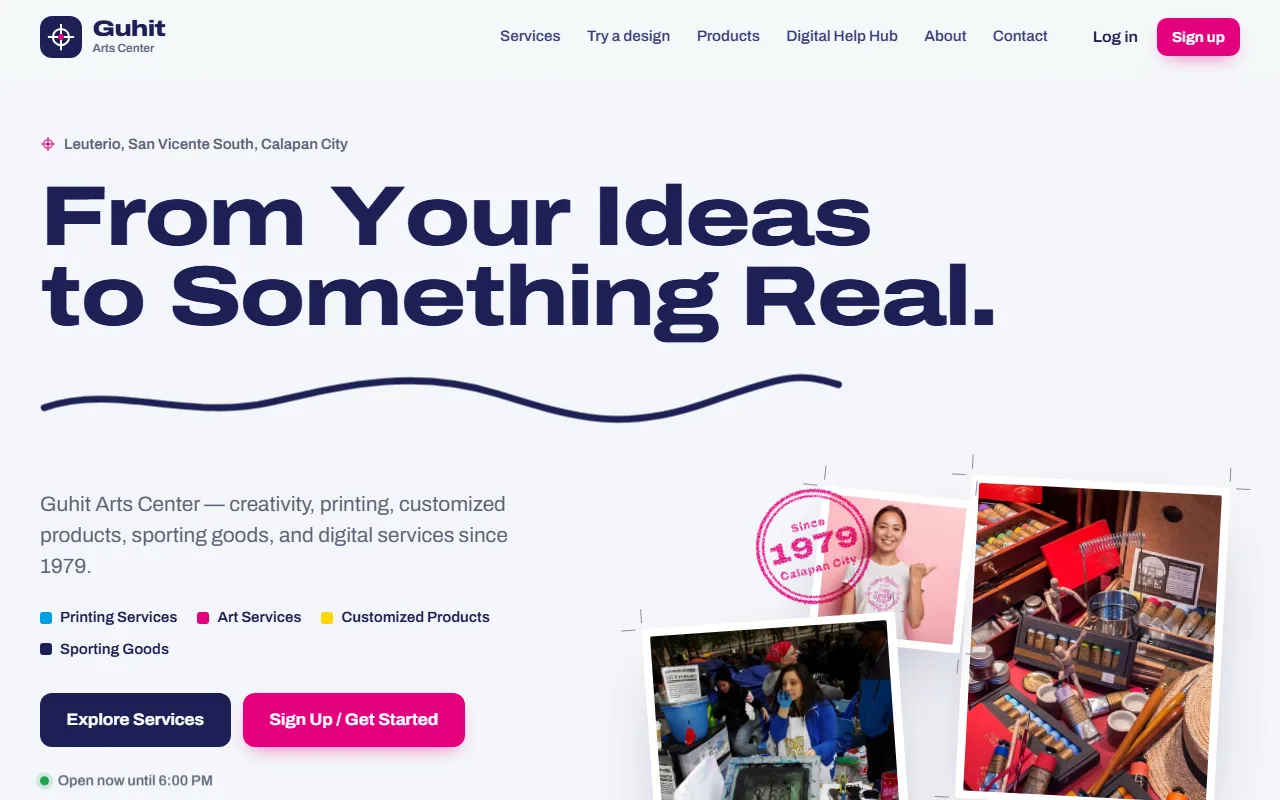 Guhit
Arts Center
Services
Try a design
Products
Digital Help Hub
About
Contact
Log in
Sign up
Leuterio, San Vicente South, Calapan City
From Your Ideas
to Something Real.
Guhit Arts Center — creativity, printing, customized
products, sporting goods, and digital services since
1979.
Printing Services
Art Services
Customized Products
Sporting Goods
Explore Services
Sign Up / Get Started
Open now until 6:00 PM
Since
1979
Calapan City